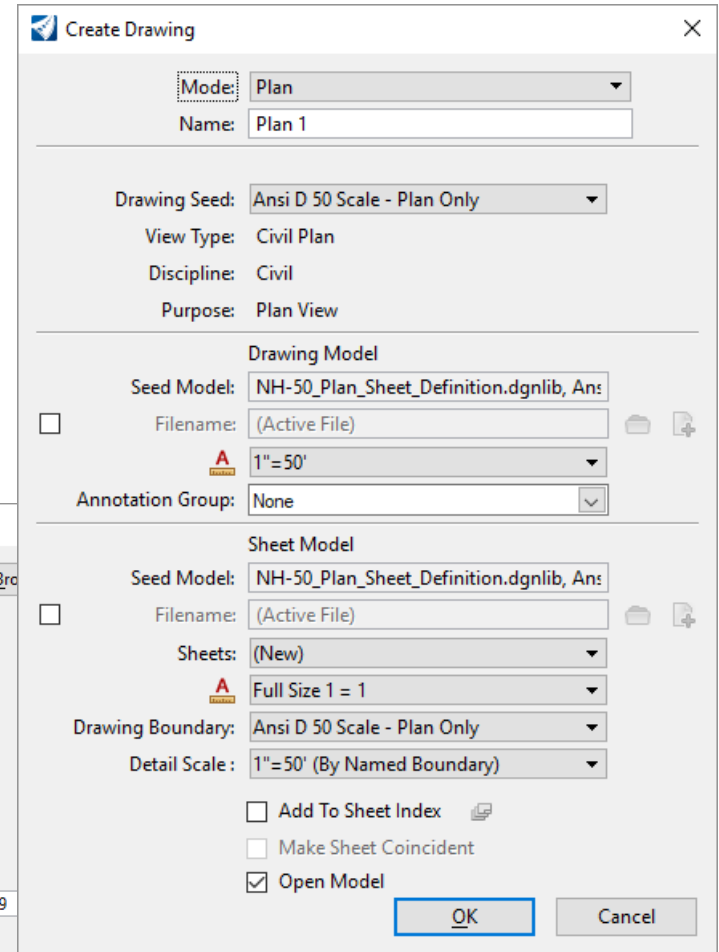 Create Drawing
Mode: Plan
Name: Plan 1
Drawing Seed: Ansi D 50 Scale - Plan Only
View Type: Civil Plan
Discipline: Civil
Purpose: Plan View
Drawing Model
Seed Model: NH-50_Plan_Sheet_Definition.dgnlib, Ans
Filename: (Active File)
A 1"=50'
Annotation Group: None
Sheet Model
Bro
Seed Model: NH-50_Plan_Sheet_Definition.dgnlib, Ans
Filename: (Active File)
Sheets: (New)
A Full Size 1 = 1
Drawing Boundary: Ansi D 50 Scale - Plan Only
Detail Scale : 1"=50' (By Named Boundary)
Add To Sheet Index
Make Sheet Coincident
Open Model
9
OK Cancel